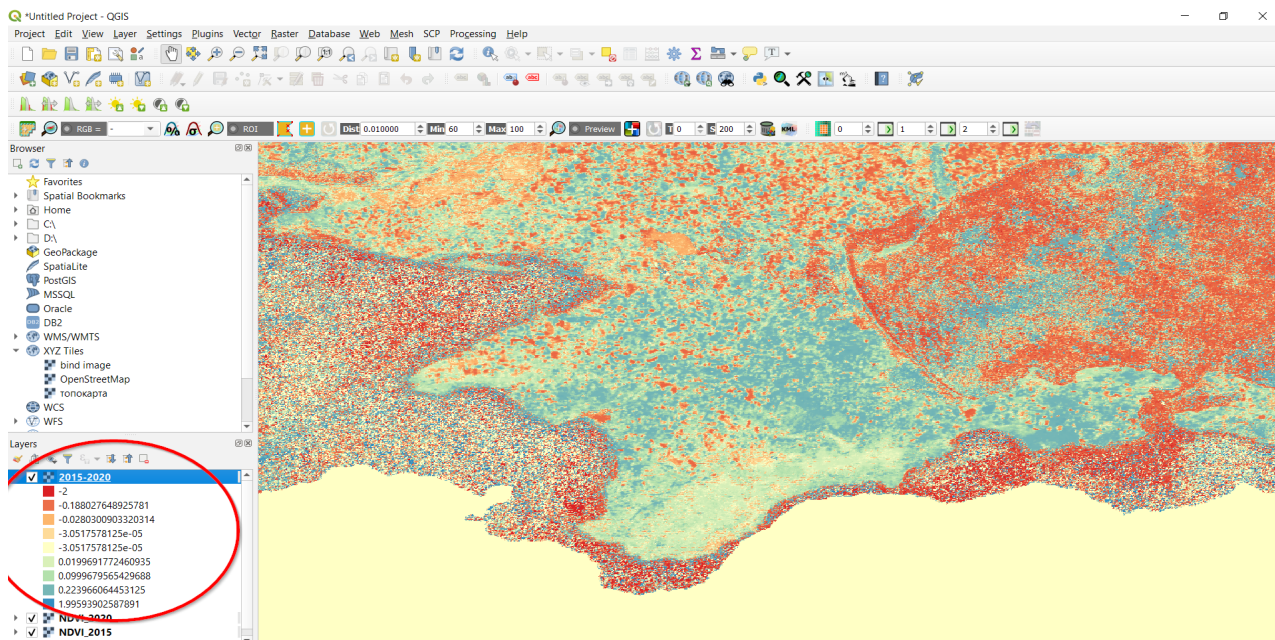 *Untitled Project - QGIS
Project Edit View Layer Settings Plugins Vector Raster Database Web Mesh SCP Processing Help
RGB = - ROI Dist 0.010000 Min 60 Max 100 Preview T 0 S 200 KML 0 1 2
Browser
Favorites
Spatial Bookmarks
Home
C:\
D:\
GeoPackage
SpatiaLite
PostGIS
MSSQL
Oracle
DB2
WMS/WMTS
XYZ Tiles
bind image
OpenStreetMap
топокарта
WCS
WFS
Layers
2015-2020
-2
-0.188027648925781
-0.0280300903320314
-3.0517578125e-05
-3.0517578125e-05
0.0199691772460935
0.0999679565429688
0.223966064453125
1.99593902587891
NDVI_2020
NDVI_2015